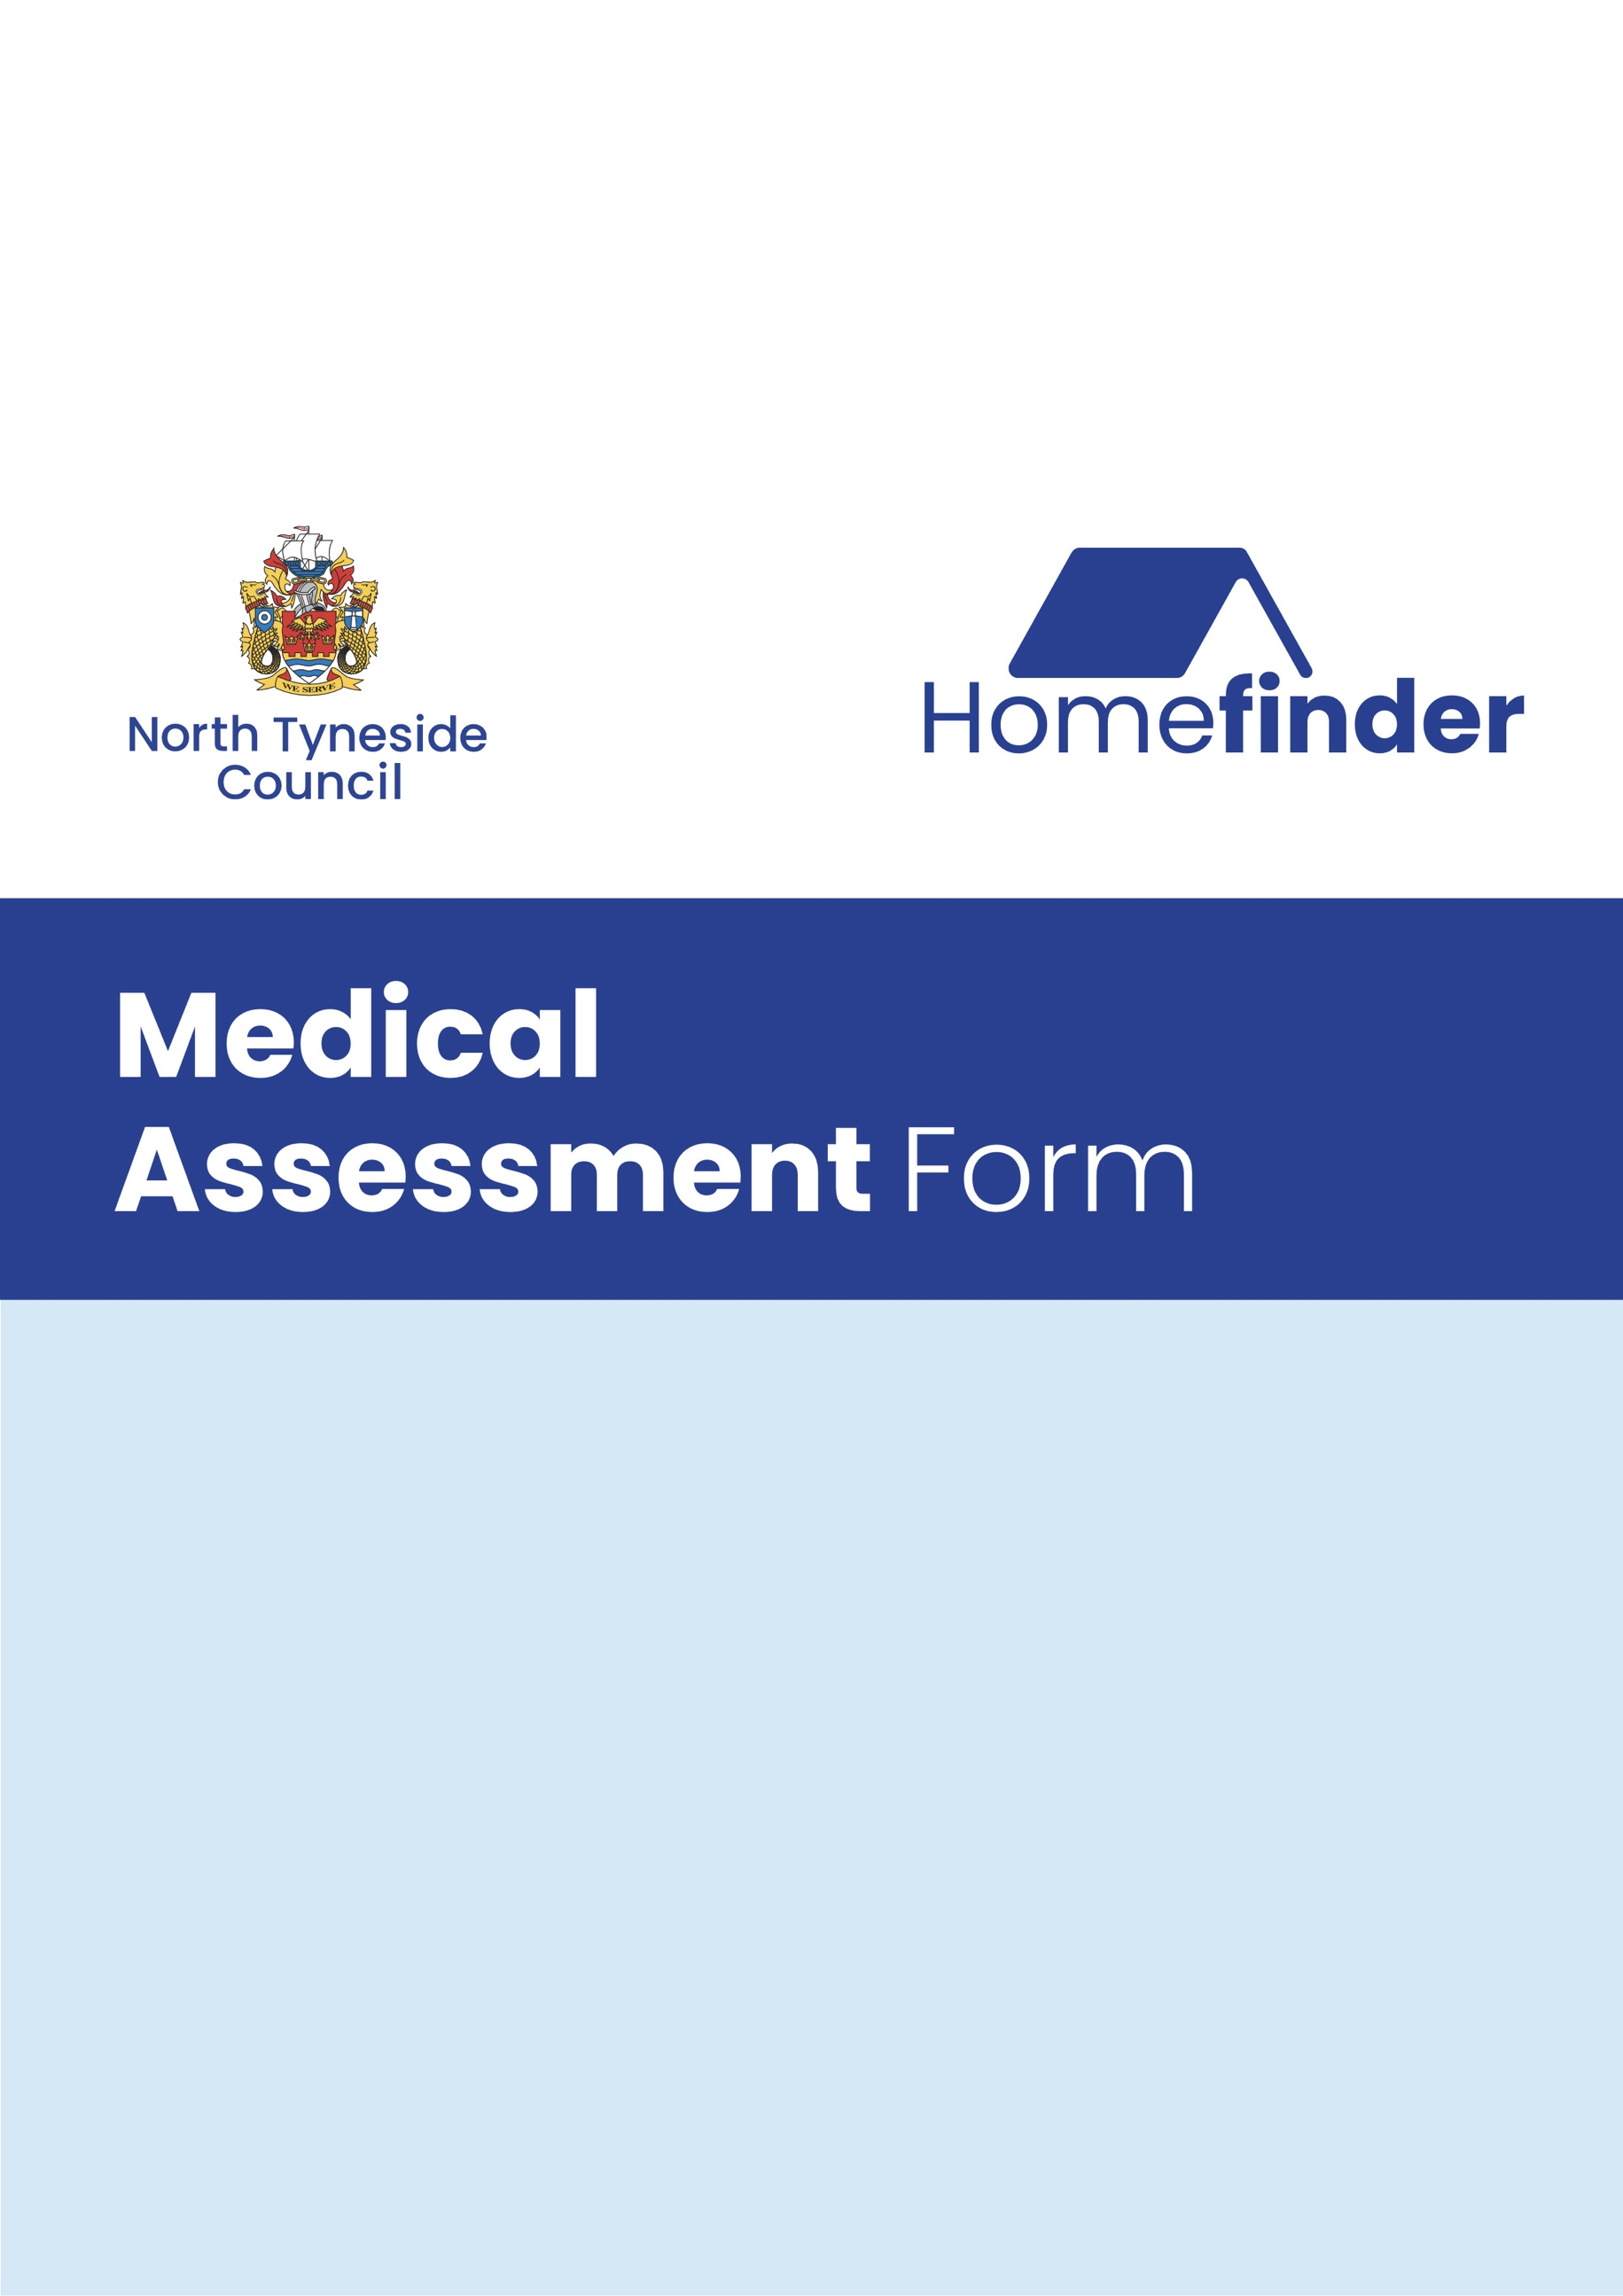 WE SERVE
North Tyneside
Council
Homefinder
Medical
Assessment Form